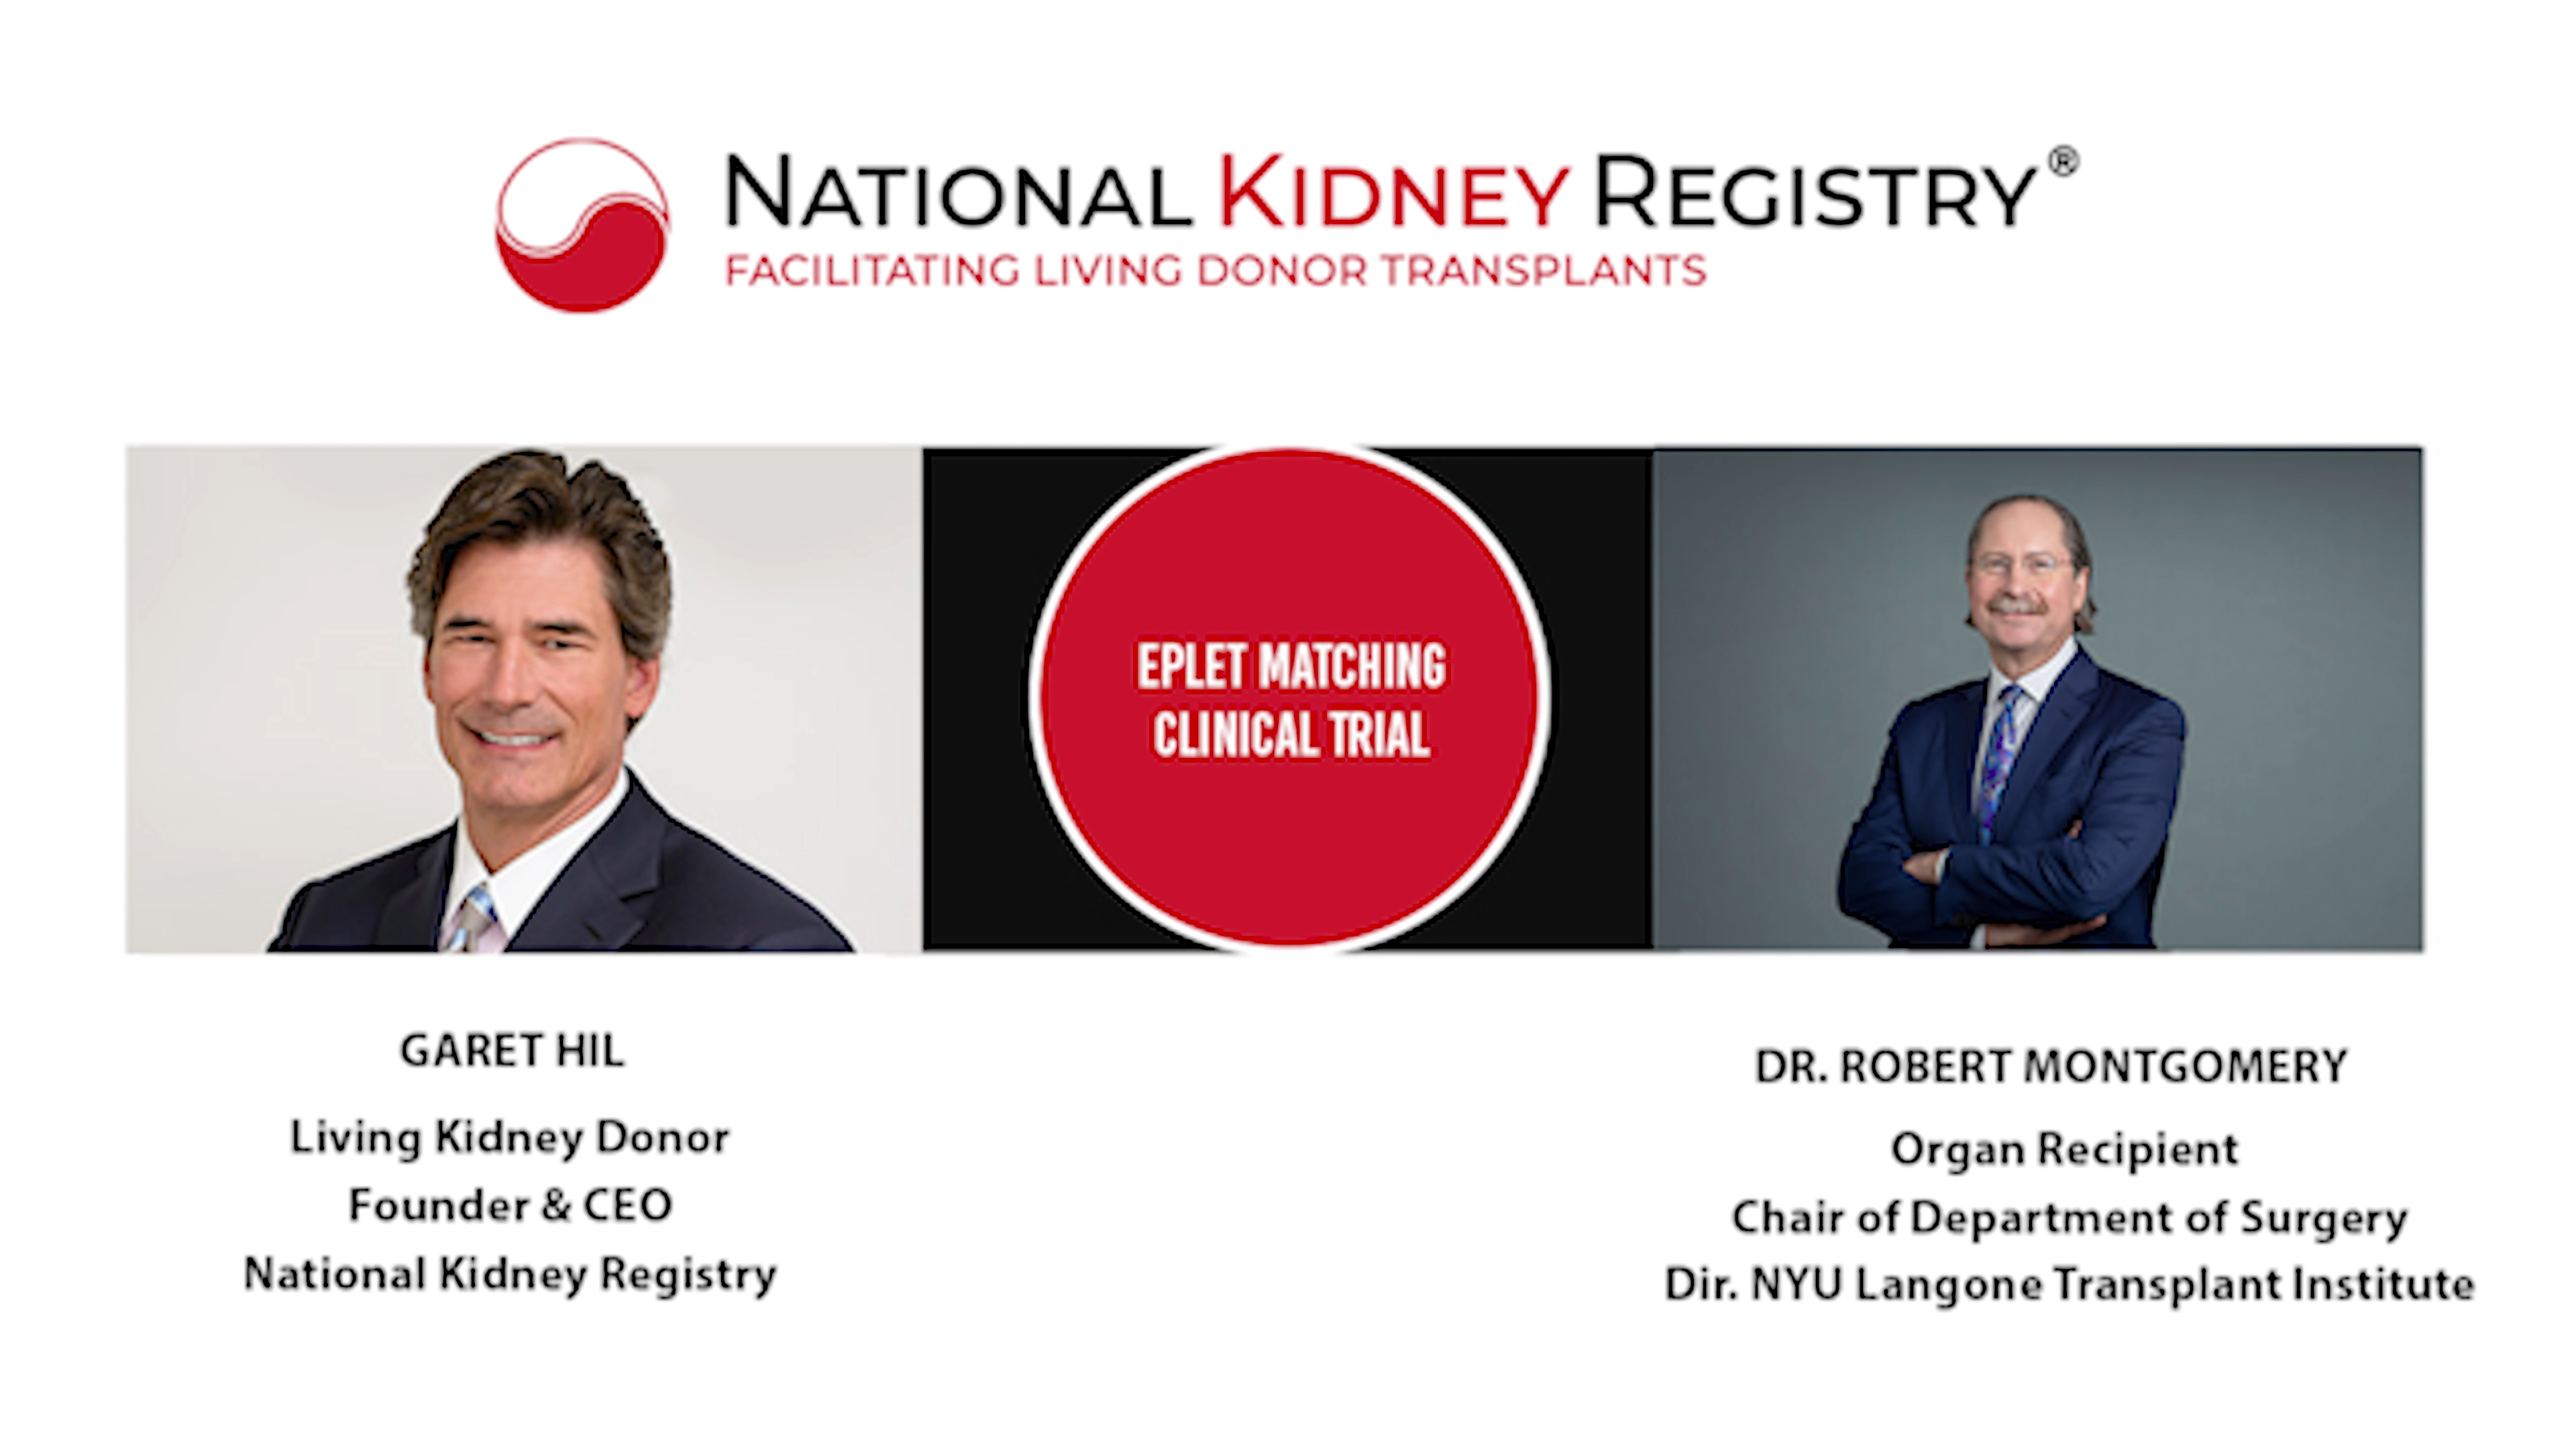 NATIONAL KIDNEY REGISTRY®
FACILITATING LIVING DONOR TRANSPLANTS
EPLET MATCHING
CLINICAL TRIAL
GARET HIL
Living Kidney Donor
Founder & CEO
National Kidney Registry
DR. ROBERT MONTGOMERY
Organ Recipient
Chair of Department of Surgery
Dir. NYU Langone Transplant Institute